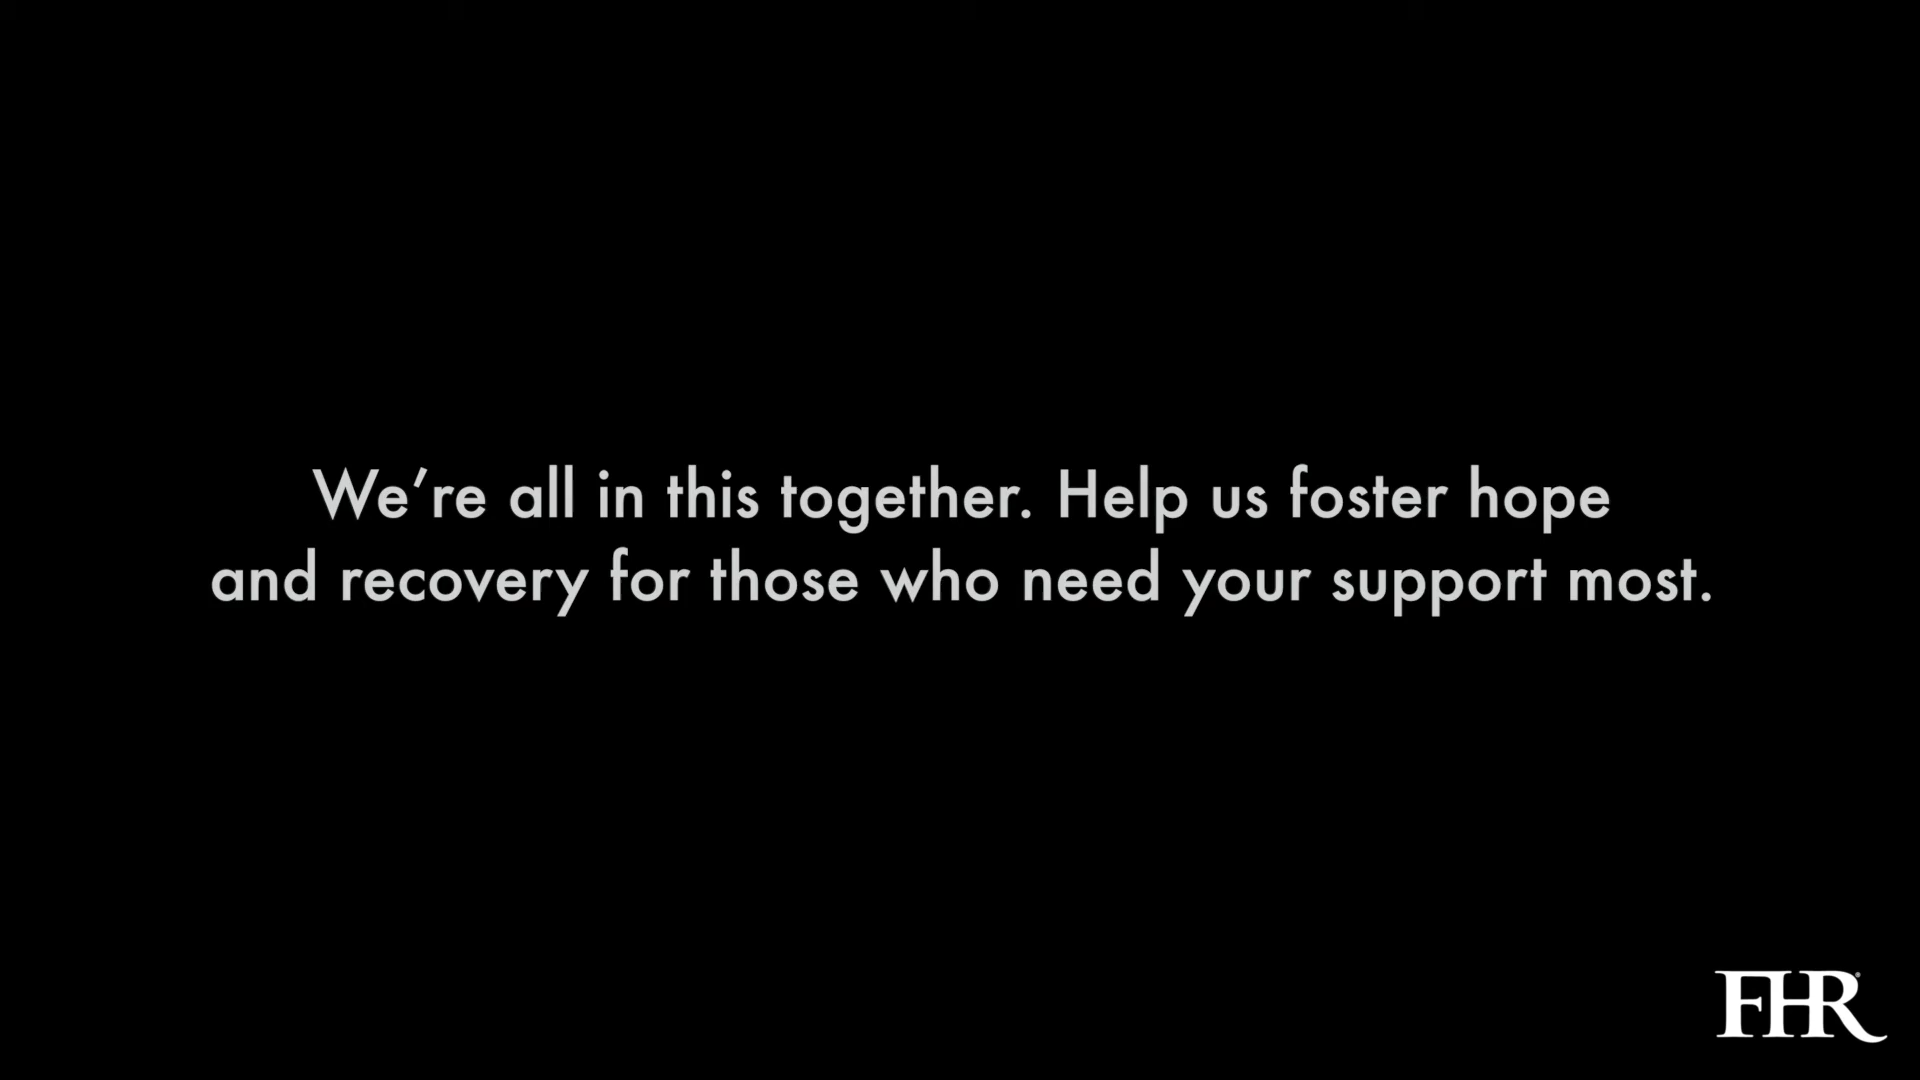 We’re all in this together. Help us foster hope
and recovery for those who need your support most.
FHR